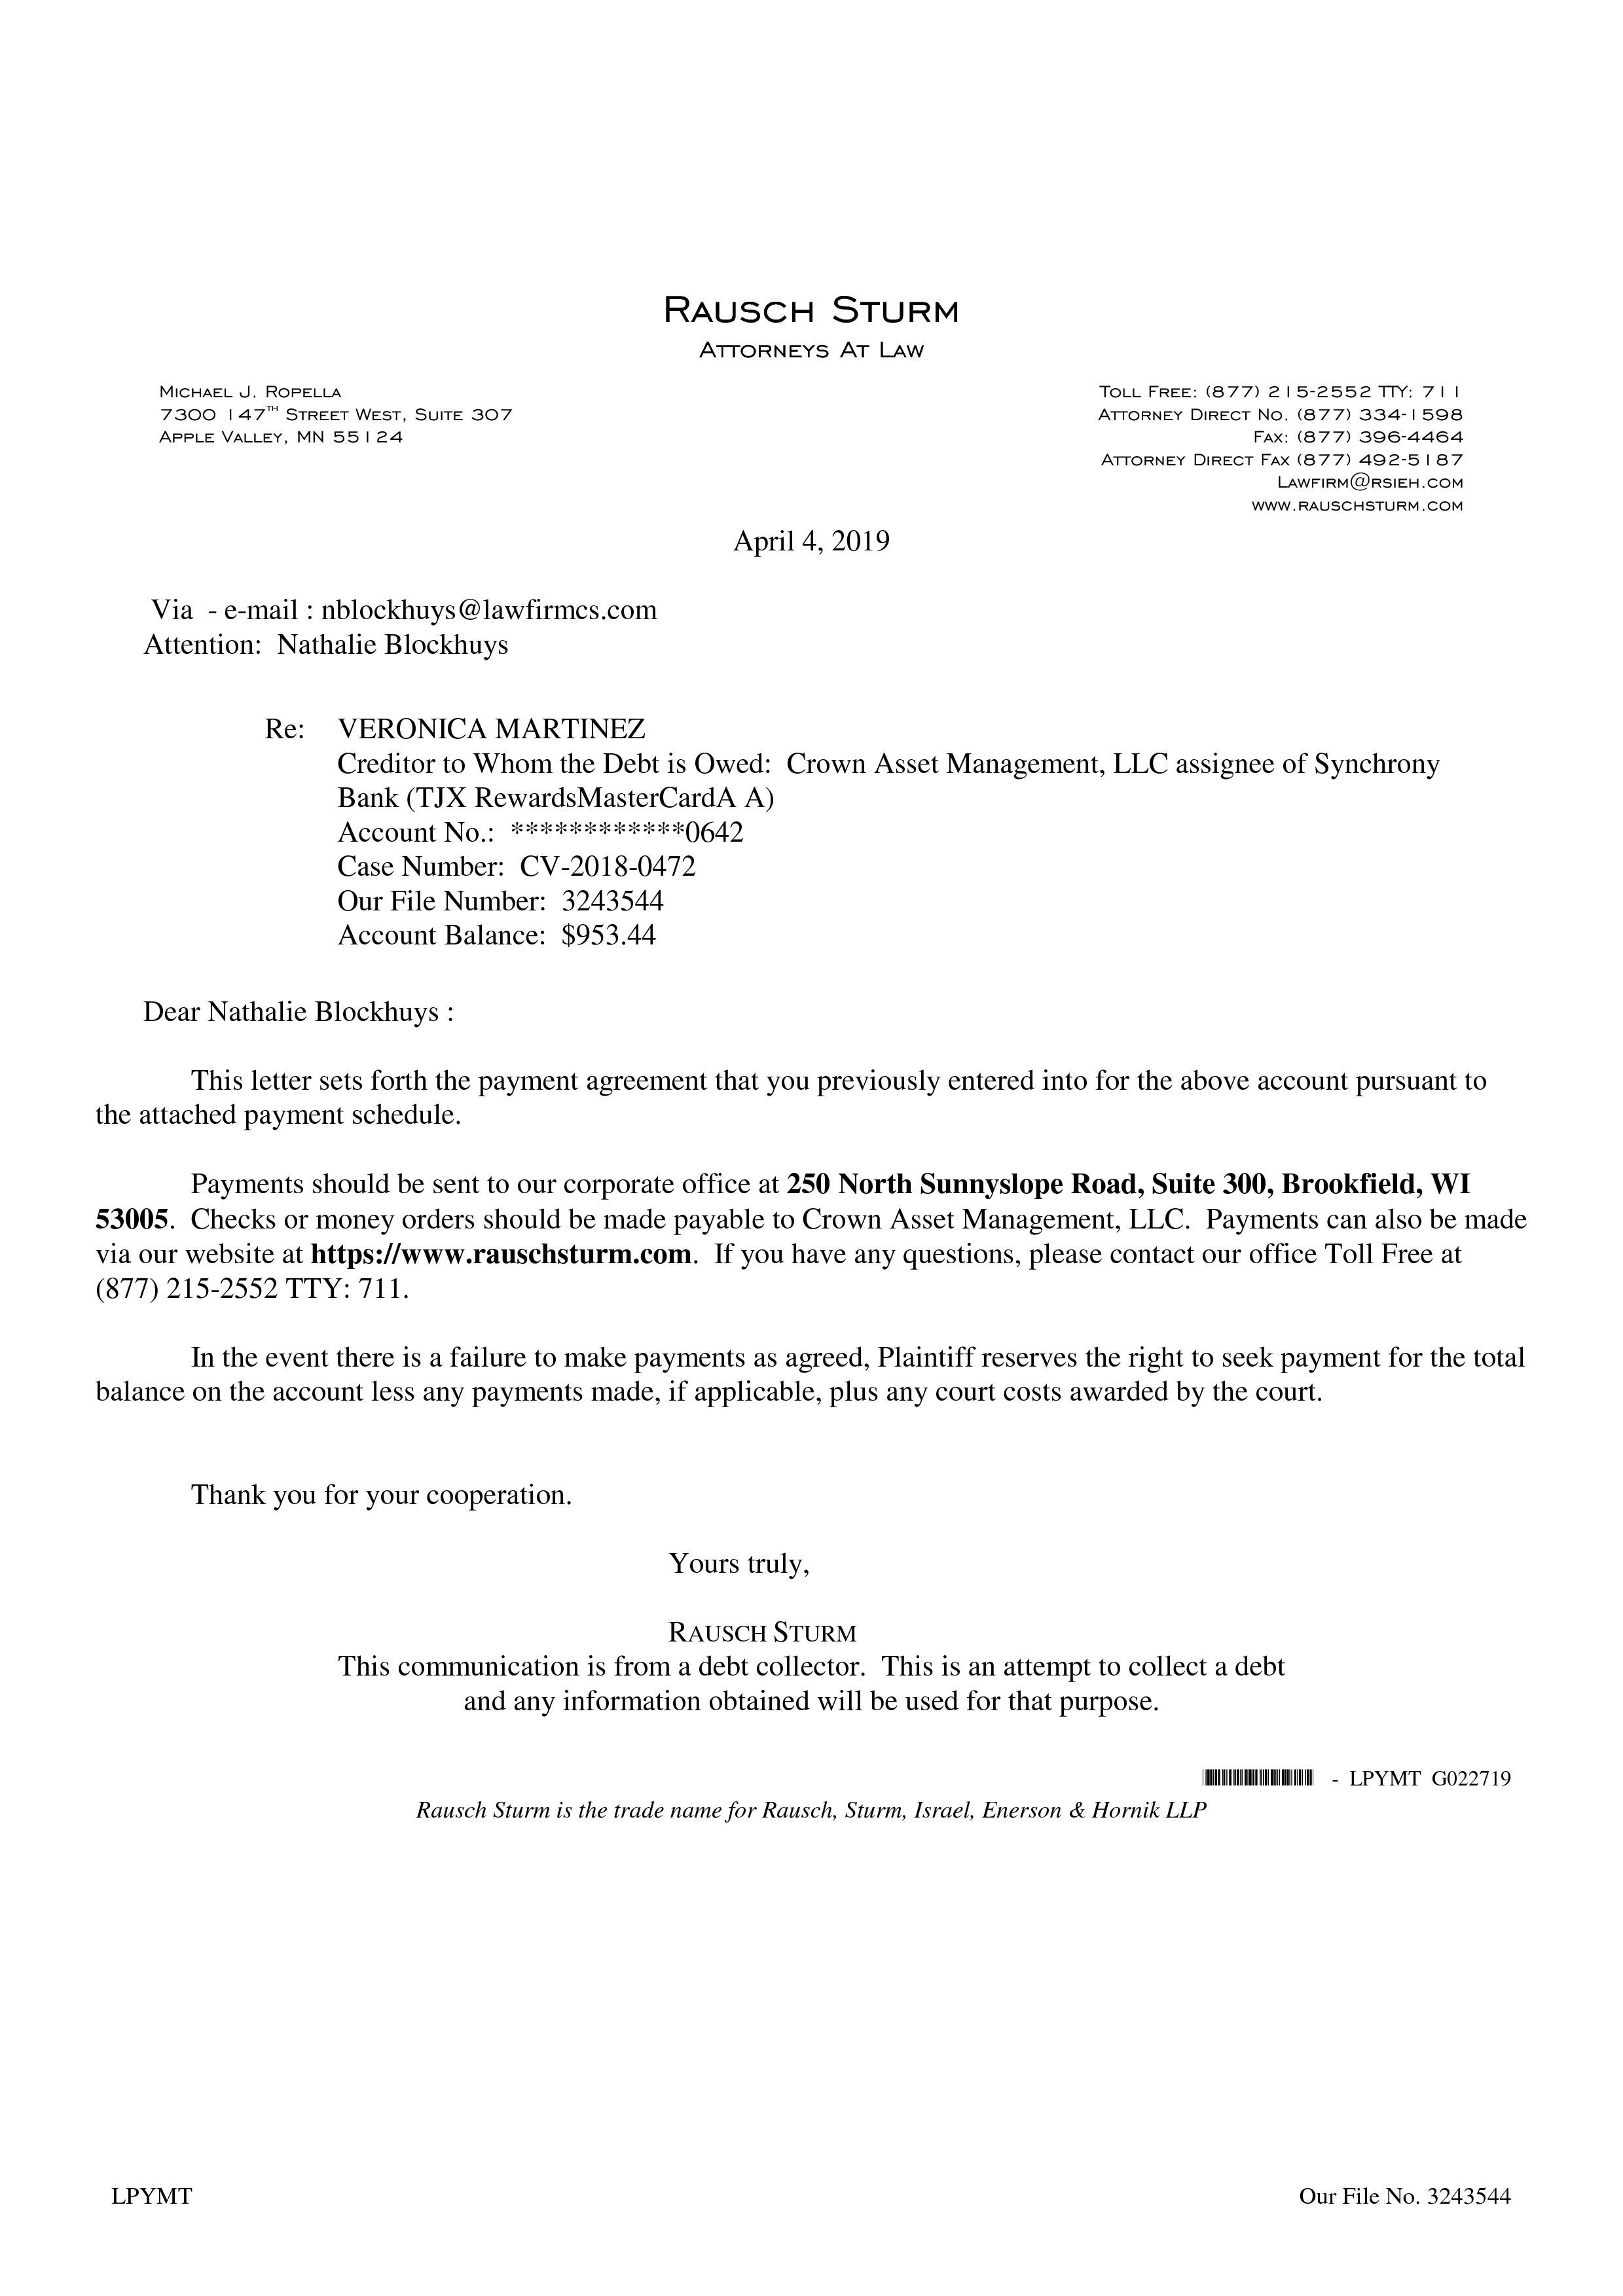 RAUSCH STURM
ATTORNEYS AT LAW
MICHAEL J. ROPELLA
7300 147TH STREET WEST, SUITE 307
APPLE VALLEY, MN 55124
TOLL FREE: (877) 215-2552 TTY: 711
ATTORNEY DIRECT NO. (877) 334-1598
FAX: (877) 396-4464
ATTORNEY DIRECT FAX (877) 492-5187
LAWFIRM@RSIEH.COM
WWW.RAUSCHSTURM.COM
April 4, 2019
Via - e-mail : nblockhuys@lawfirmcs.com
Attention: Nathalie Blockhuys
Re: VERONICA MARTINEZ
Creditor to Whom the Debt is Owed: Crown Asset Management, LLC assignee of Synchrony
Bank (TJX RewardsMasterCardA A)
Account No.: ************0642
Case Number: CV-2018-0472
Our File Number: 3243544
Account Balance: $953.44
Dear Nathalie Blockhuys :
This letter sets forth the payment agreement that you previously entered into for the above account pursuant to
the attached payment schedule.
Payments should be sent to our corporate office at 250 North Sunnyslope Road, Suite 300, Brookfield, WI
53005. Checks or money orders should be made payable to Crown Asset Management, LLC. Payments can also be made
via our website at https://www.rauschsturm.com. If you have any questions, please contact our office Toll Free at
(877) 215-2552 TTY: 711.
In the event there is a failure to make payments as agreed, Plaintiff reserves the right to seek payment for the total
balance on the account less any payments made, if applicable, plus any court costs awarded by the court.
Thank you for your cooperation.
Yours truly,
RAUSCH STURM
This communication is from a debt collector. This is an attempt to collect a debt
and any information obtained will be used for that purpose.
- LPYMT G022719
Rausch Sturm is the trade name for Rausch, Sturm, Israel, Enerson & Hornik LLP
LPYMT
Our File No. 3243544